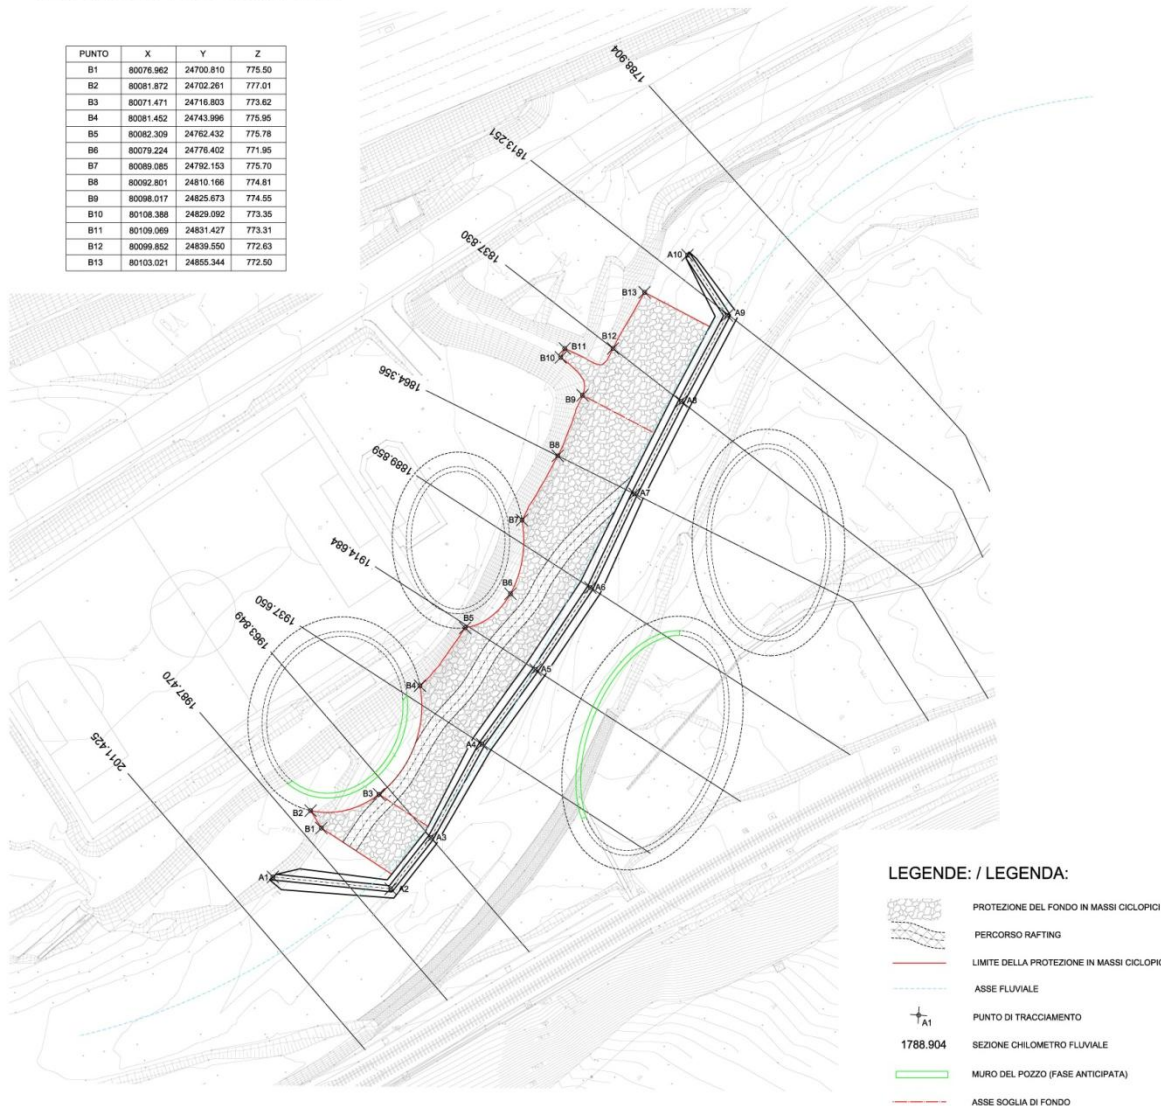 PUNTO X Y Z
B1 80076.962 24700.810 775.50
B2 80081.872 24702.261 777.01
B3 80071.471 24716.803 773.62
B4 80081.452 24743.996 775.95
B5 80082.309 24762.432 775.78
B6 80079.224 24776.402 771.95
B7 80089.085 24792.153 775.70
B8 80092.801 24810.166 774.81
B9 80098.017 24825.673 774.55
B10 80108.388 24829.092 773.35
B11 80109.069 24831.427 773.31
B12 80099.852 24839.550 772.63
B13 80103.021 24855.344 772.50
1788.904
1813.251
1837.830
1864.356
1889.859
1914.684
1937.650
1963.849
1987.470
2011.425
A10
B13
A9
B12
B11
B10
B9
A8
B8
A7
B7
B6
A6
B5
A5
B4
A4
B3
B2
B1
A3
A1
A2
LEGENDE: / LEGENDA:
PROTEZIONE DEL FONDO IN MASSI CICLOPICI
PERCORSO RAFTING
LIMITE DELLA PROTEZIONE IN MASSI CICLOPIC
ASSE FLUVIALE
A1 PUNTO DI TRACCIAMENTO
1788.904 SEZIONE CHILOMETRO FLUVIALE
MURO DEL POZZO (FASE ANTICIPATA)
ASSE SOGLIA DI FONDO